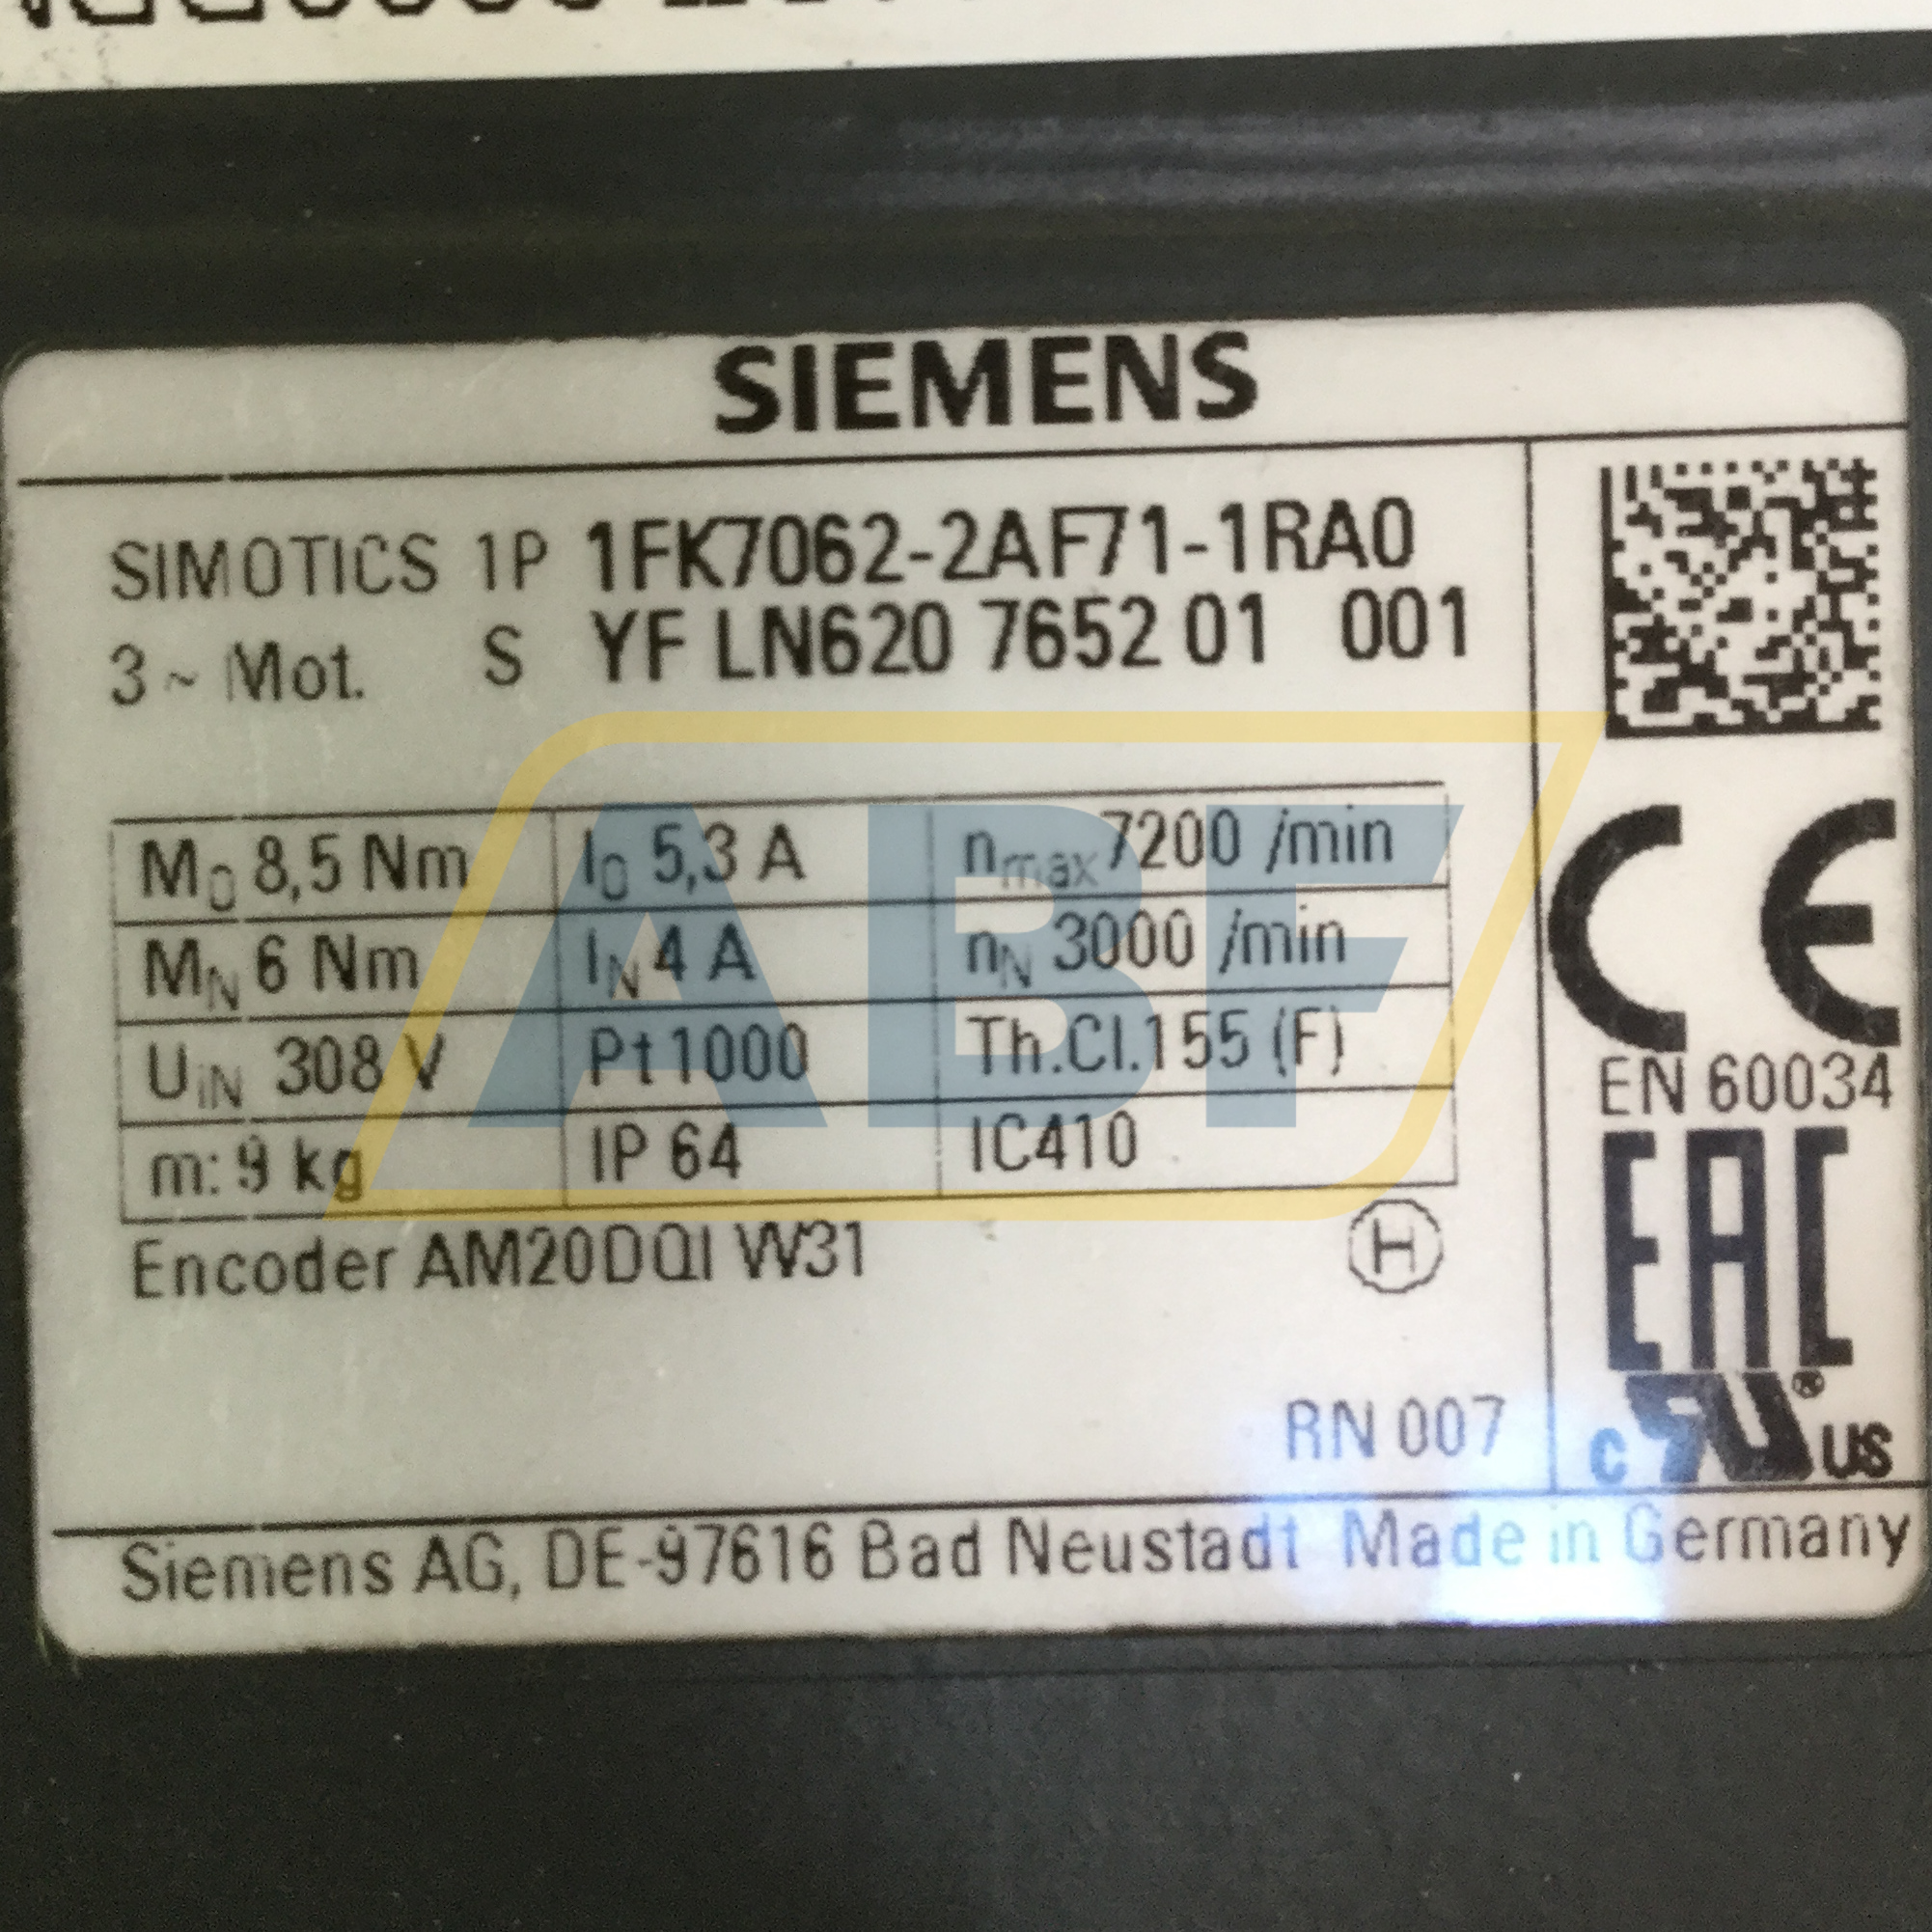 SIEMENS
SIMOTICS 1P 1FK7062-2AF71-1RA0
3 ~ Mot. S YF LN620 7652 01 001
M0 8,5 Nm I0 5,3 A nmax 7200 /min
MN 6 Nm IN 4 A nN 3000 /min
UiN 308 V Pt1000 Th.Cl.155 (F)
m: 9 kg IP 64 IC410
Encoder AM20DQI W31 H
RN 007
CE
EN 60034
EAC
c RU ® US
Siemens AG, DE-97616 Bad Neustadt Made in Germany
ABF